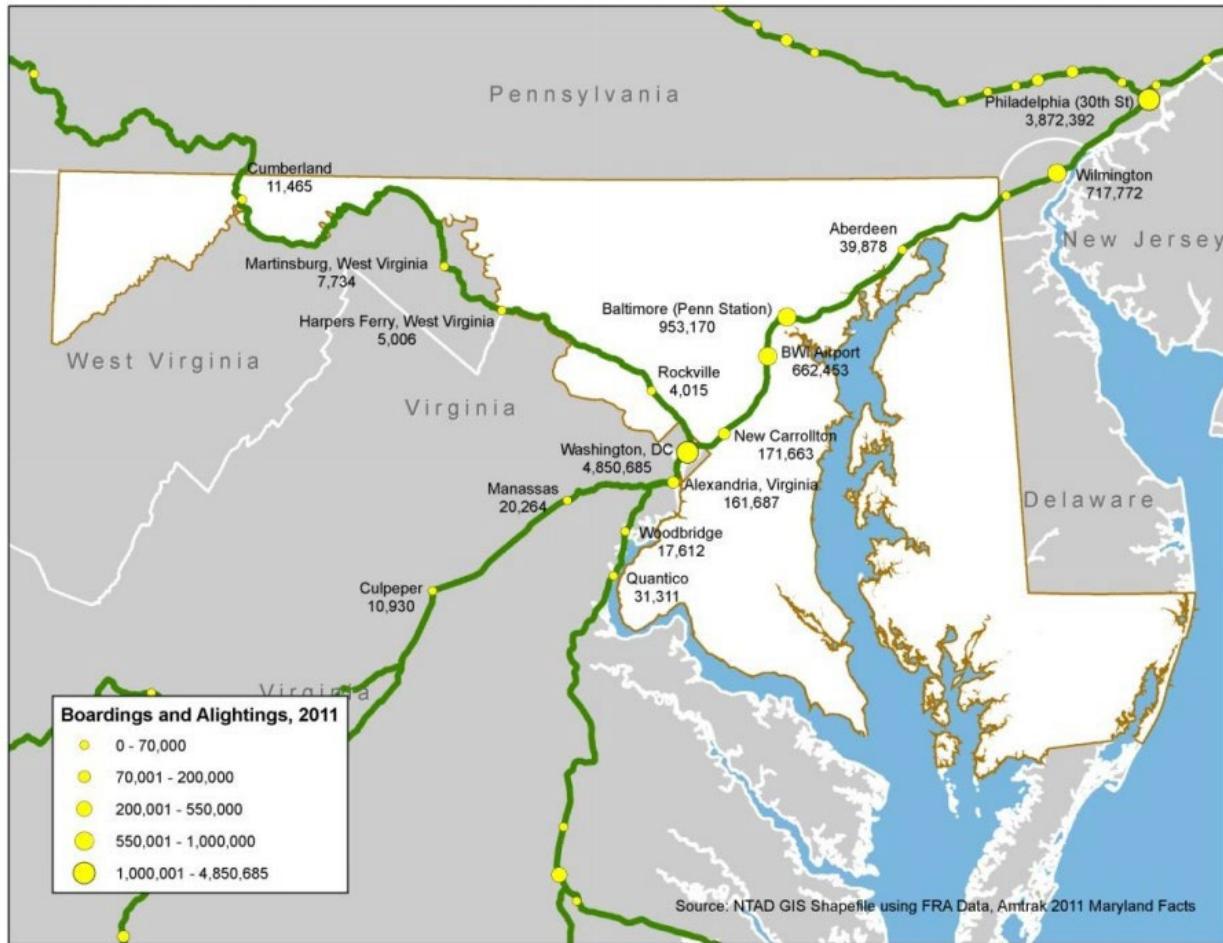 Pennsylvania
Philadelphia (30th St)
3,872,392
Cumberland
11,465
Wilmington
717,772
Aberdeen
39,878
New Jersey
Martinsburg, West Virginia
7,734
Baltimore (Penn Station)
953,170
Harpers Ferry, West Virginia
5,006
BWI Airport
662,453
West Virginia
Rockville
4,015
Virginia
New Carrollton
171,663
Washington, DC
4,850,685
Alexandria, Virginia
161,687
Manassas
20,264
Delaware
Woodbridge
17,612
Quantico
31,311
Culpeper
10,930
Virginia
Boardings and Alightings, 2011
0 - 70,000
70,001 - 200,000
200,001 - 550,000
550,001 - 1,000,000
1,000,001 - 4,850,685
Source: NTAD GIS Shapefile using FRA Data, Amtrak 2011 Maryland Facts